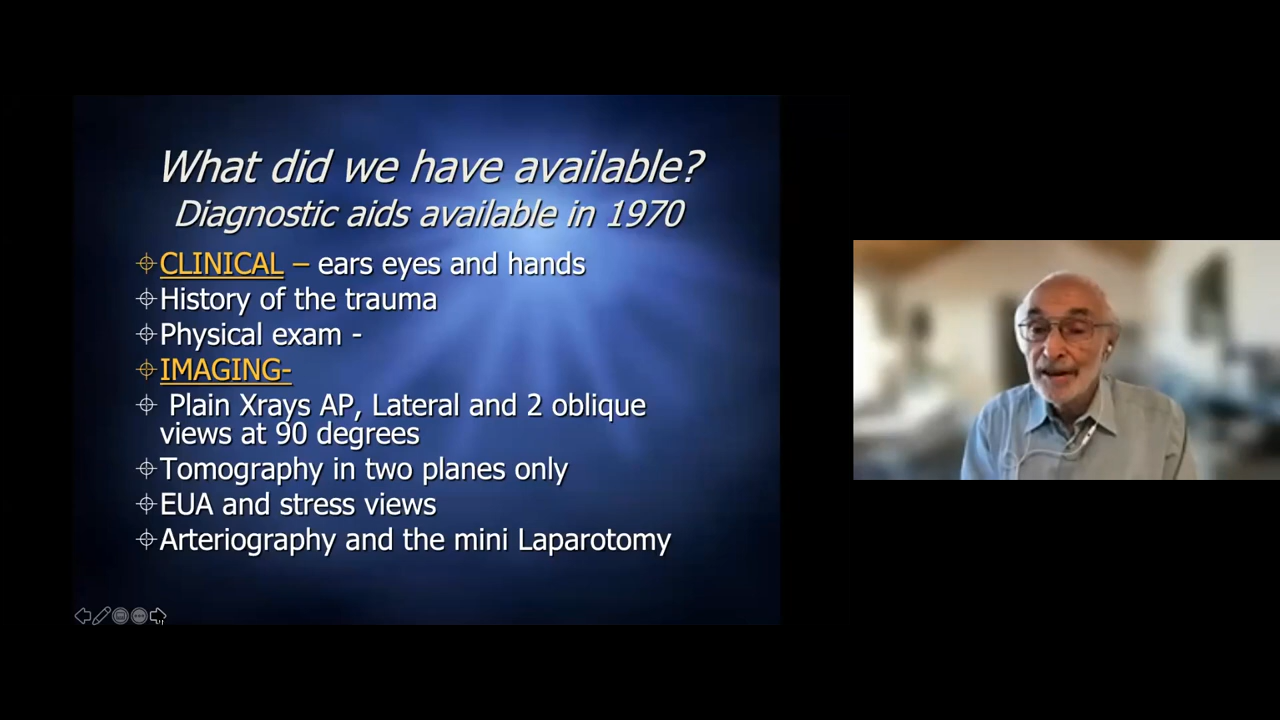 What did we have available?
Diagnostic aids available in 1970
CLINICAL – ears eyes and hands
History of the trauma
Physical exam -
IMAGING-
Plain Xrays AP, Lateral and 2 oblique
views at 90 degrees
Tomography in two planes only
EUA and stress views
Arteriography and the mini Laparotomy